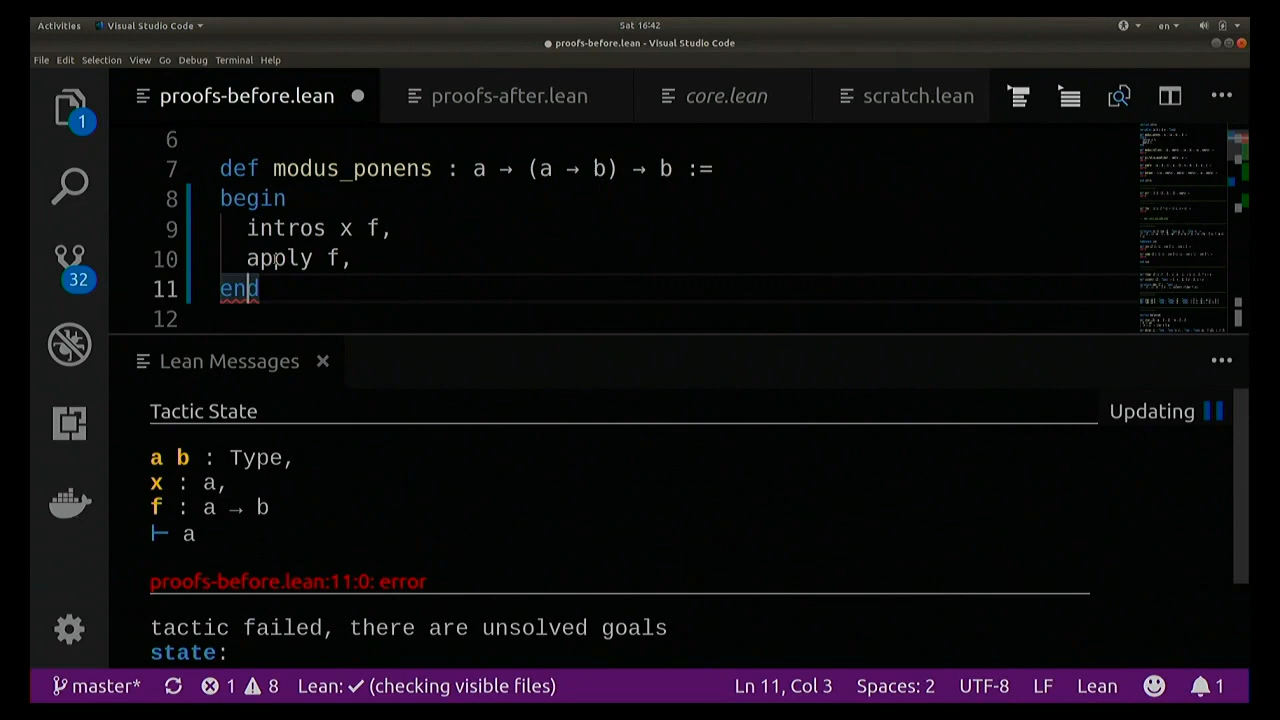 Activities Visual Studio Code Sat 16:42 en
● proofs-before.lean - Visual Studio Code
File Edit Selection View Go Debug Terminal Help
proofs-before.lean ● proofs-after.lean core.lean scratch.lean
6
7 def modus_ponens : a → (a → b) → b :=
8 begin
9 intros x f,
10 apply f,
11 end
12
1
32
Lean Messages ×
Tactic State Updating
a b : Type,
x : a,
f : a → b
⊢ a
proofs-before.lean:11:0: error
tactic failed, there are unsolved goals
state:
master* 1 8 Lean: ✓ (checking visible files) Ln 11, Col 3 Spaces: 2 UTF-8 LF Lean 1